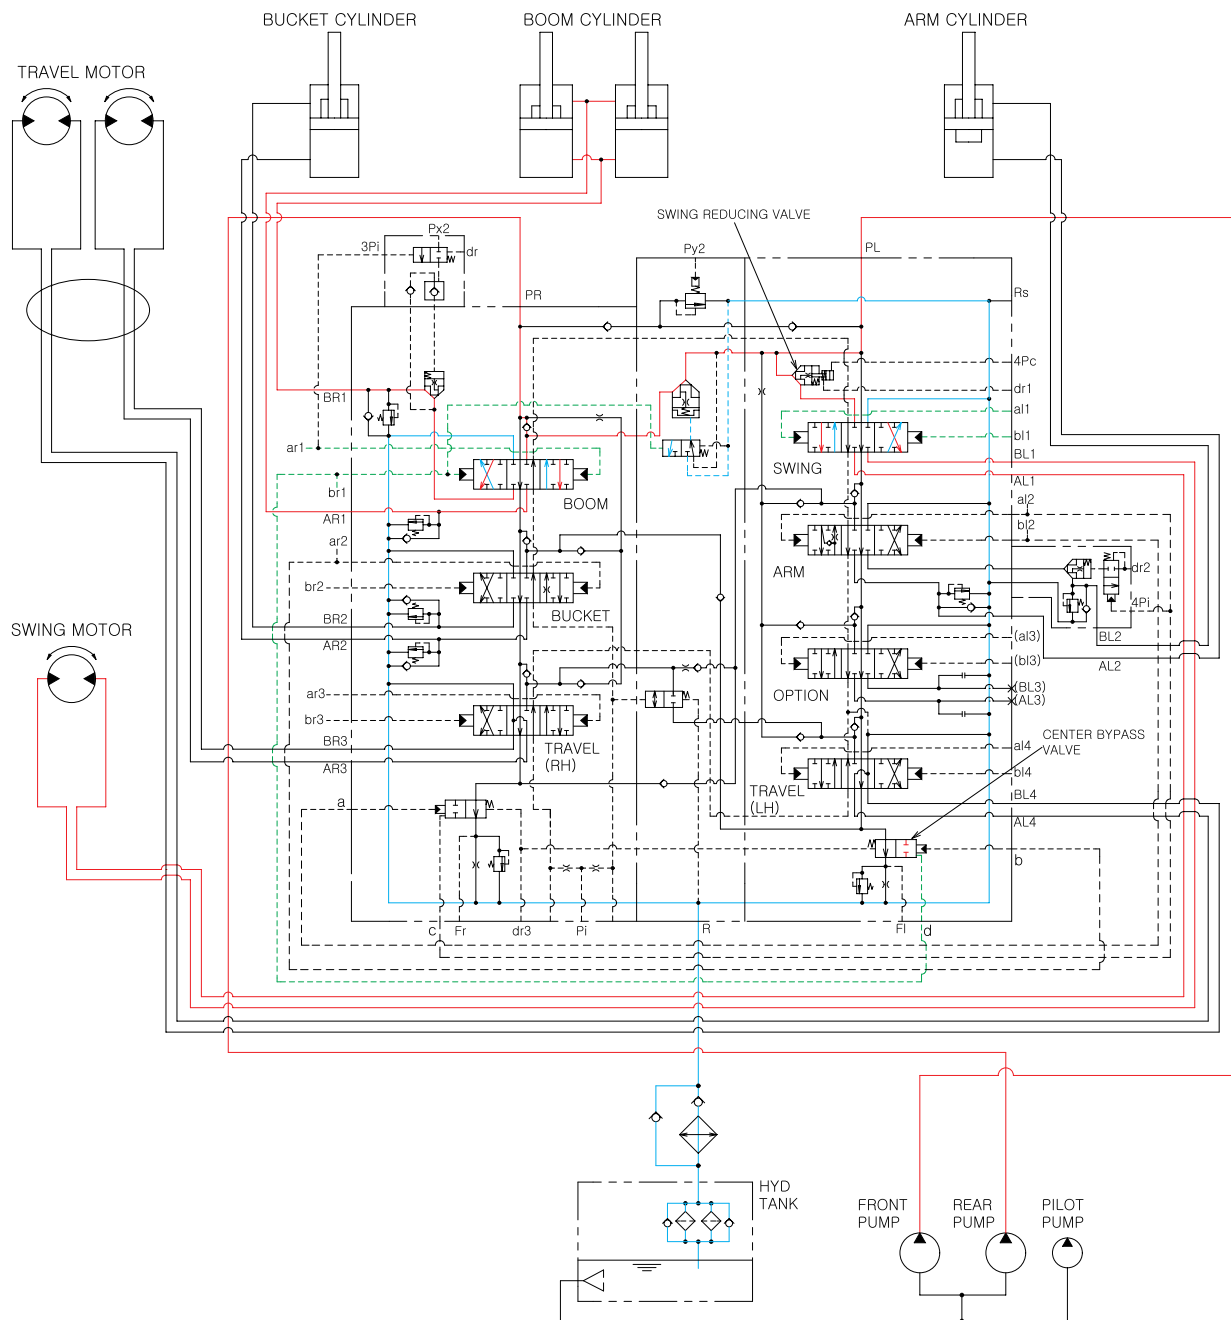 BUCKET CYLINDER
BOOM CYLINDER
ARM CYLINDER
TRAVEL MOTOR
SWING REDUCING VALVE
Px2
3Pi
dr
Py2
PL
PR
Rs
4Pc
dr1
BR1
al1
ar1
bl1
SWING
BL1
AL1
BOOM
br1
al2
AR1
bl2
ar2
ARM
dr2
br2
4Pi
BUCKET
BR2
SWING MOTOR
AR2
(al3)
BL2
(bl3)
AL2
OPTION
(BL3)
ar3
(AL3)
br3
TRAVEL
(RH)
BR3
AR3
CENTER BYPASS
VALVE
al4
bl4
TRAVEL
(LH)
BL4
a
AL4
b
c
Fr
dr3
Pi
R
Fl
d
HYD
TANK
FRONT
PUMP
REAR
PUMP
PILOT
PUMP